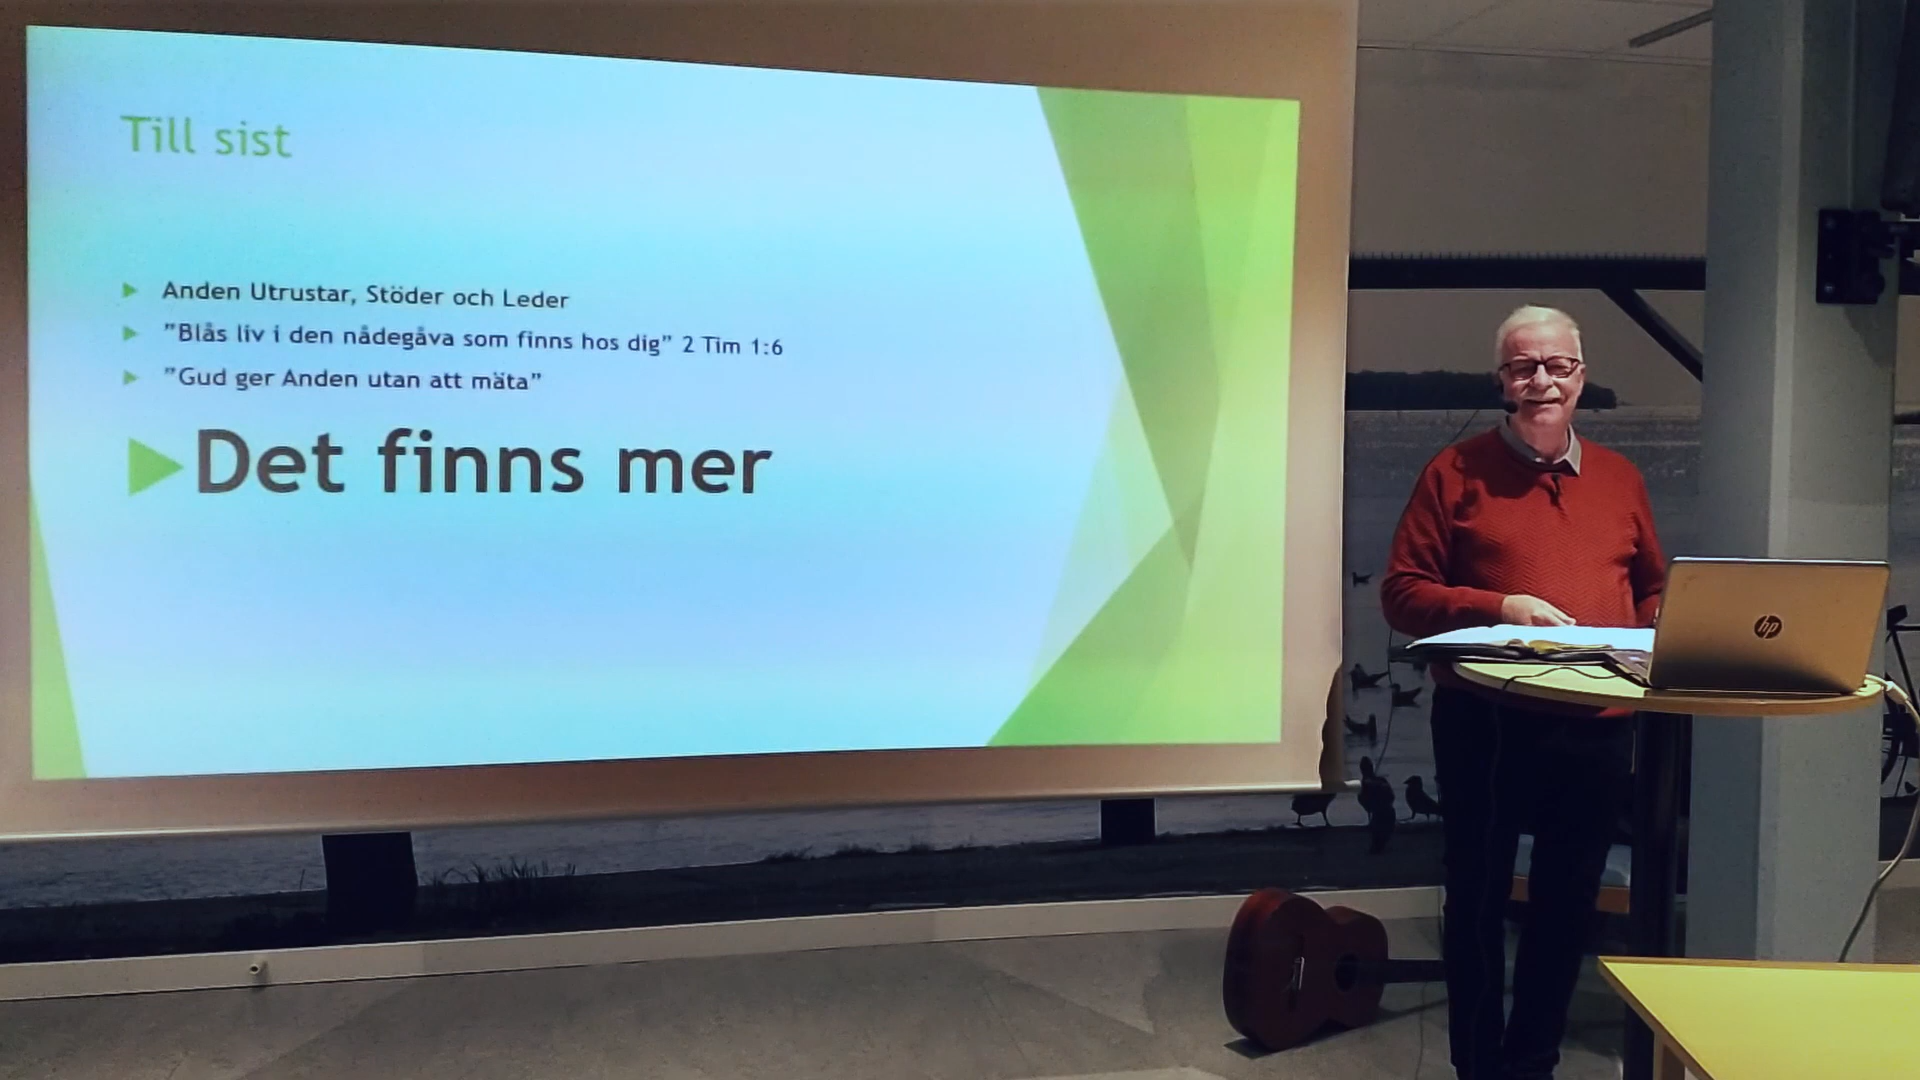 Till sist
Anden Utrustar, Stöder och Leder
”Blås liv i den nådegåva som finns hos dig” 2 Tim 1:6
”Gud ger Anden utan att mäta”
Det finns mer
hp